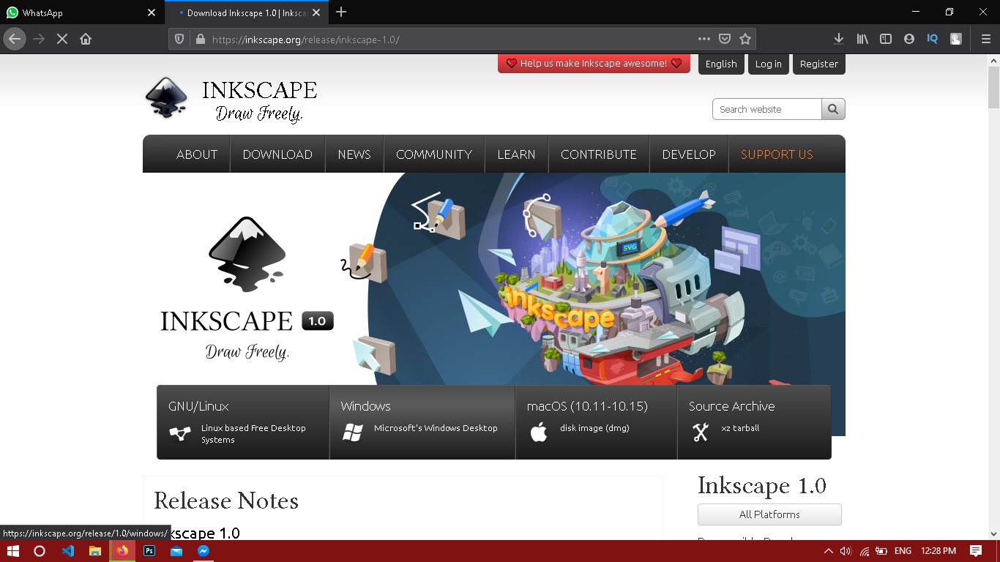 WhatsApp
Download Inkscape 1.0 | Inksca
https://inkscape.org/release/inkscape-1.0/
IQ
Help us make Inkscape awesome!
English
Log in
Register
INKSCAPE
Draw Freely.
Search website
ABOUT
DOWNLOAD
NEWS
COMMUNITY
LEARN
CONTRIBUTE
DEVELOP
SUPPORT US
SVG
inkscape
INKSCAPE 1.0
Draw Freely.
GNU/Linux
Linux based Free Desktop
Systems
Windows
Microsoft's Windows Desktop
macOS (10.11-10.15)
disk image (dmg)
Source Archive
xz tarball
Release Notes
Inkscape 1.0
All Platforms
https://inkscape.org/release/1.0/windows/
kscape 1.0
Ps
ENG
12:28 PM